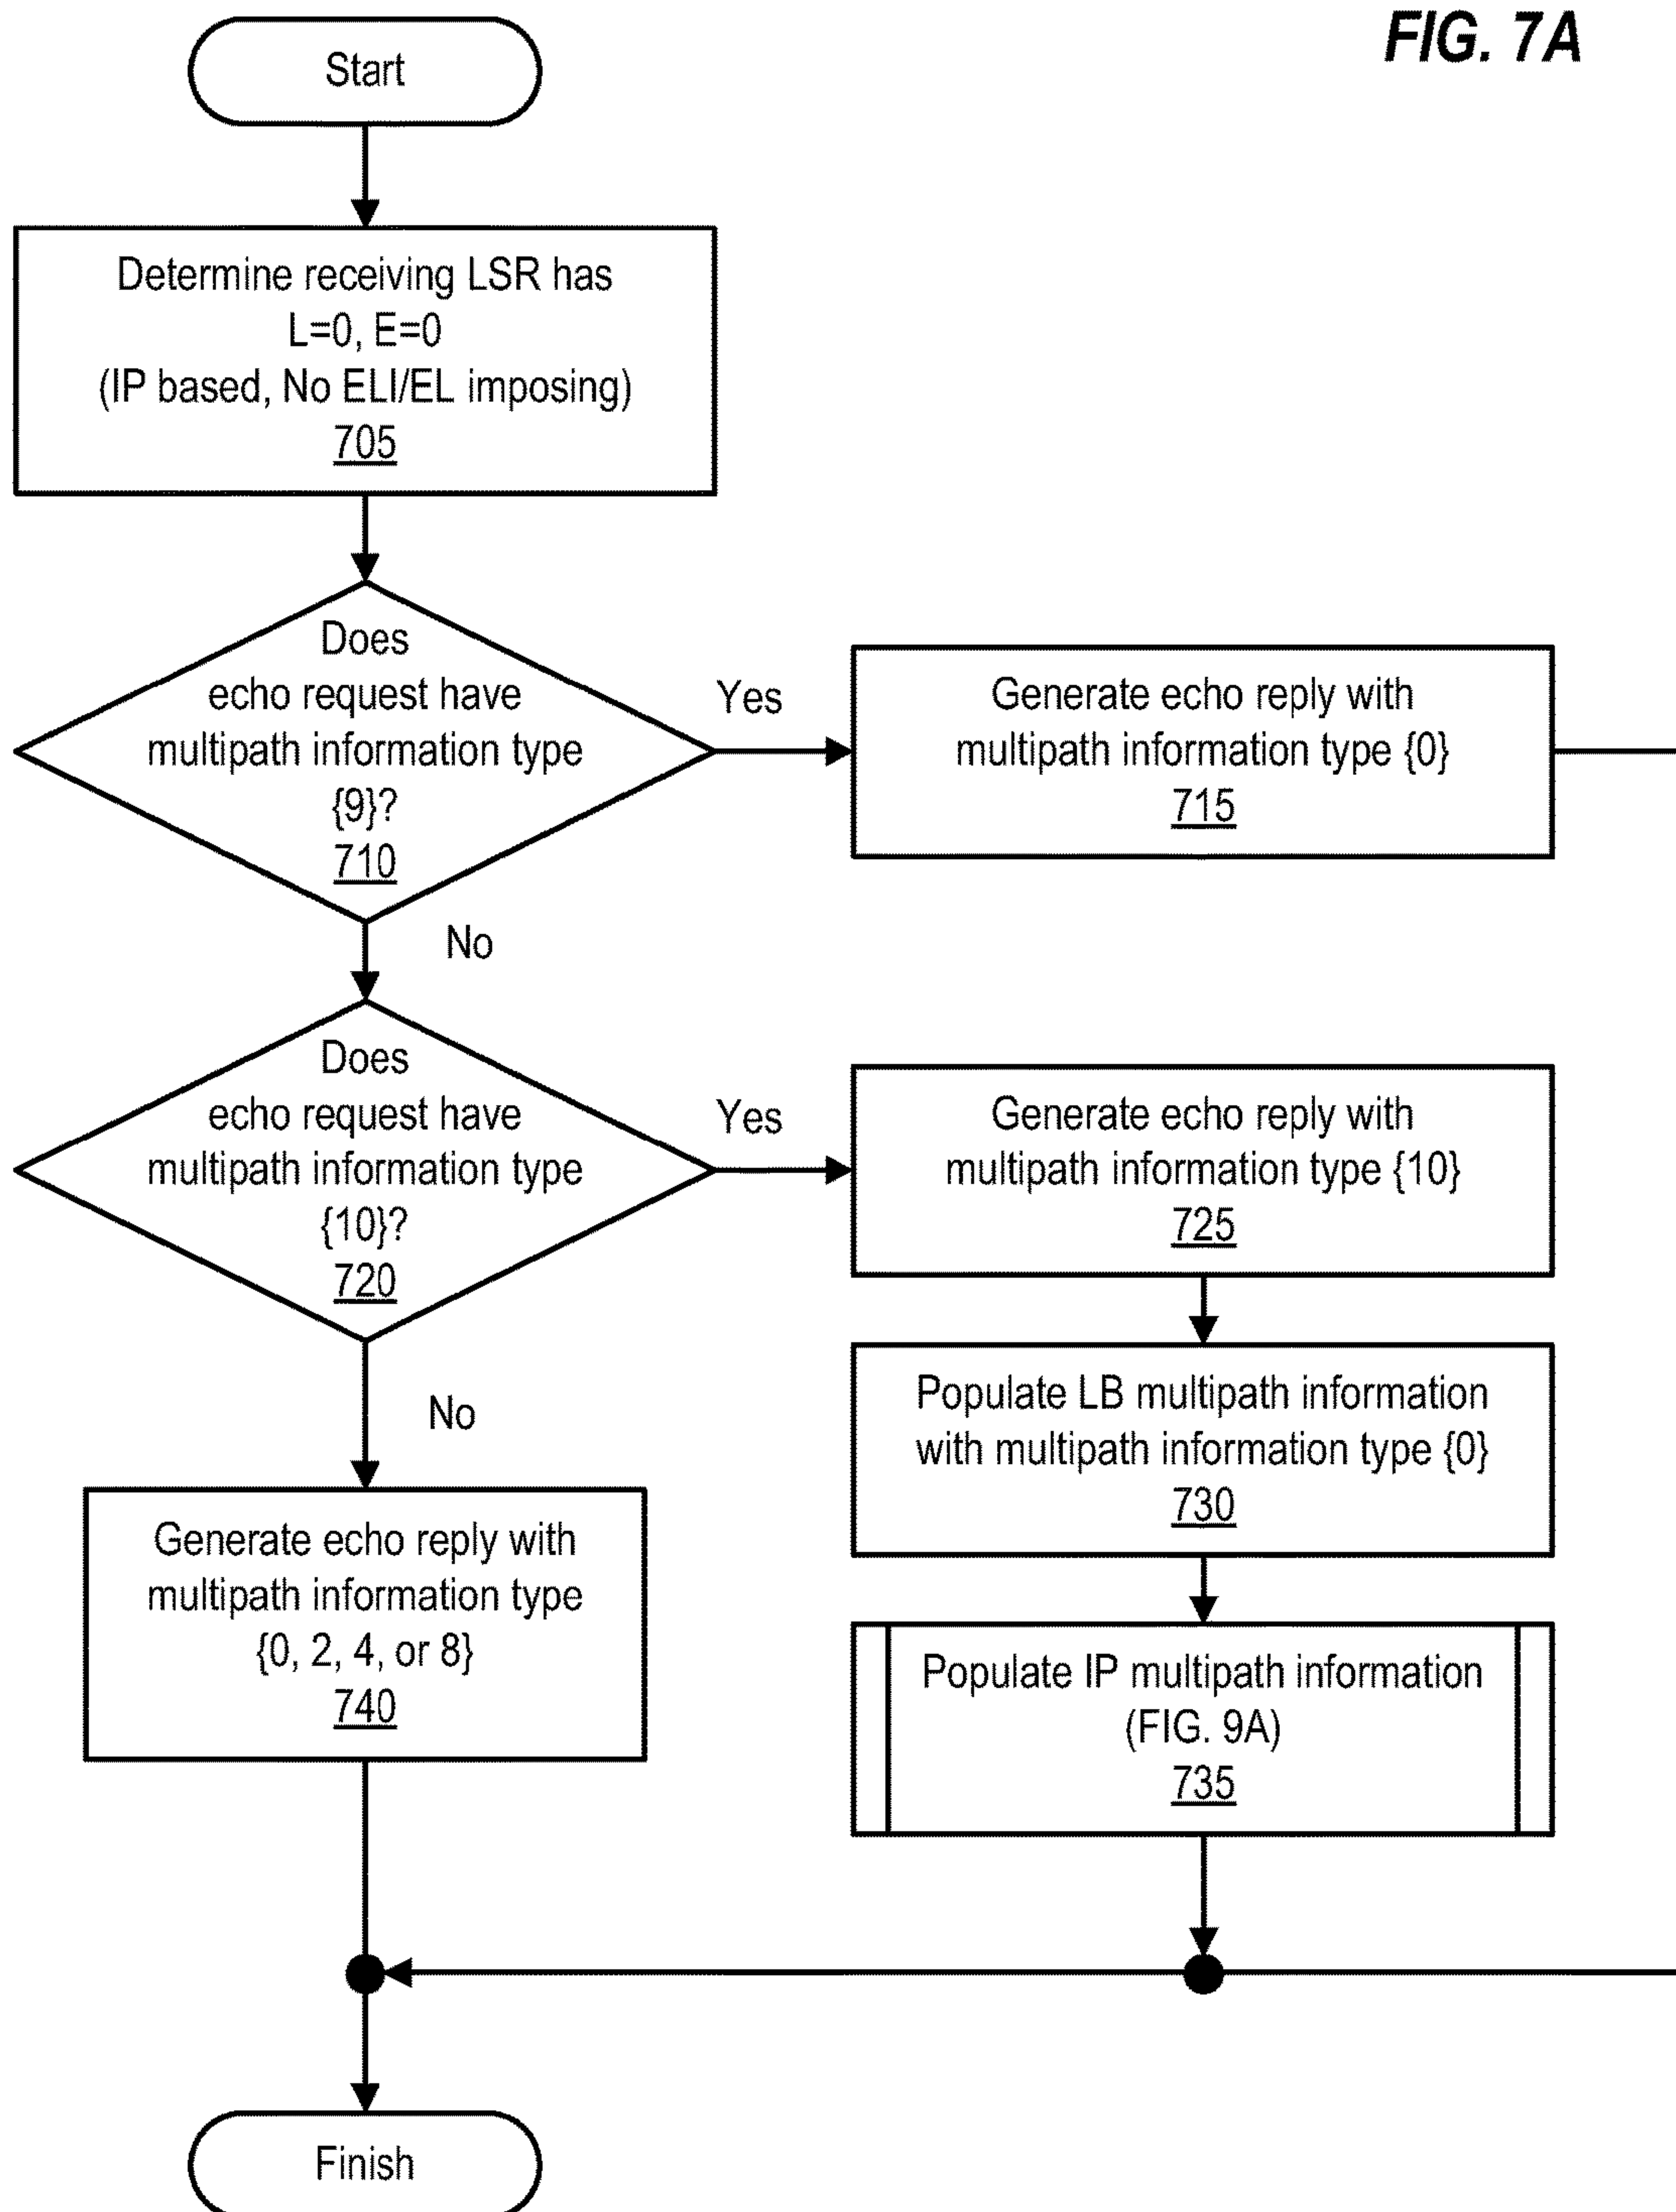 FIG. 7A
Start
Determine receiving LSR has
L=0, E=0
(IP based, No ELI/EL imposing)
705
Does
echo request have
multipath information type
{9}?
710
Yes
Generate echo reply with
multipath information type {0}
715
No
Does
echo request have
multipath information type
{10}?
720
Yes
Generate echo reply with
multipath information type {10}
725
Populate LB multipath information
with multipath information type {0}
730
No
Generate echo reply with
multipath information type
{0, 2, 4, or 8}
740
Populate IP multipath information
(FIG. 9A)
735
Finish